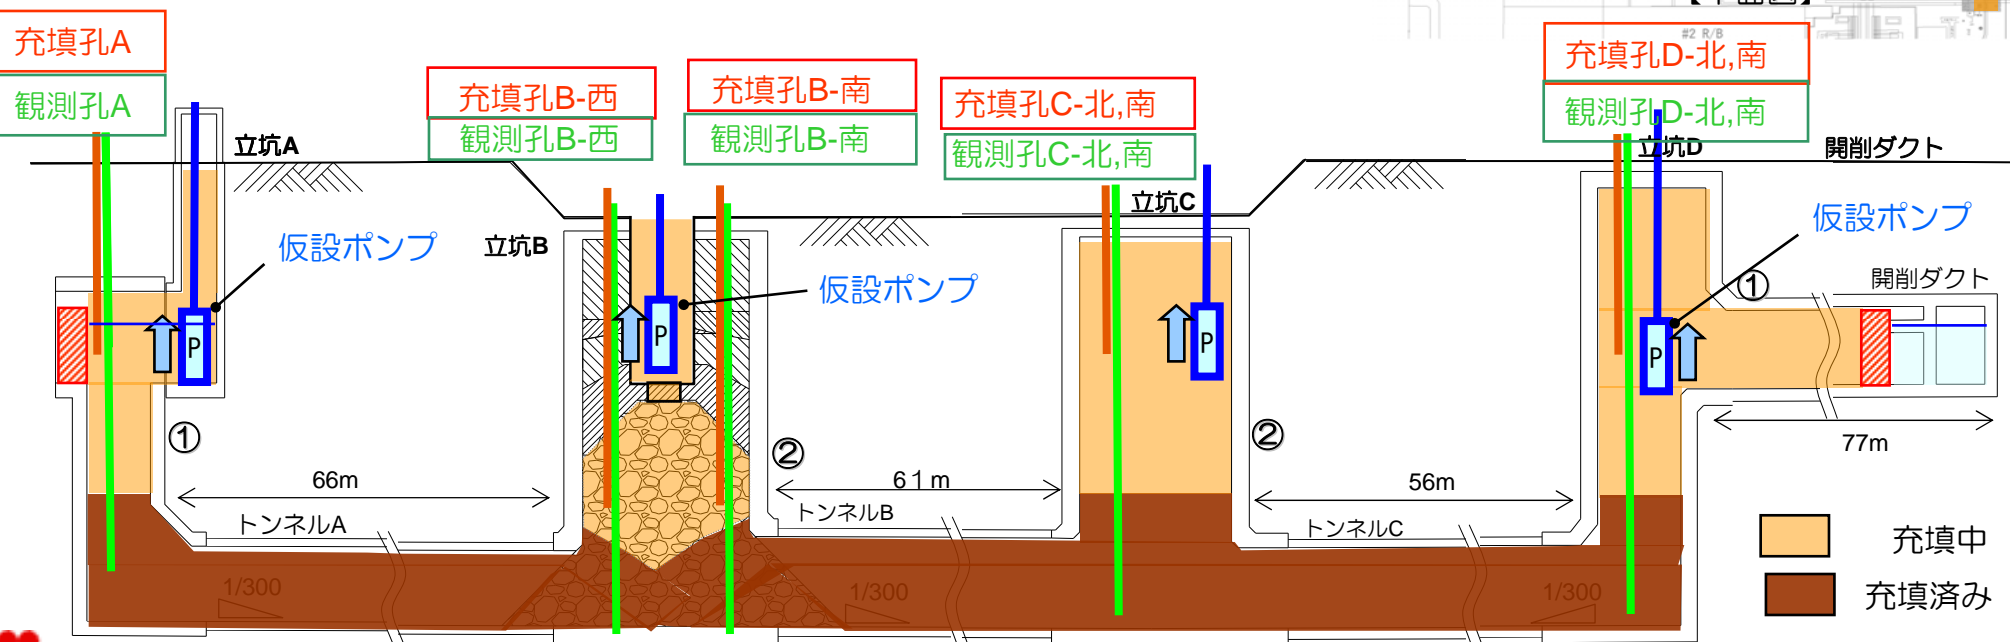 #2 R/B
充填孔A
観測孔A
充填孔B-西
観測孔B-西
充填孔B-南
観測孔B-南
充填孔C-北,南
観測孔C-北,南
充填孔D-北,南
観測孔D-北,南
立坑A
立坑B
立坑C
立坑D
開削ダクト
仮設ポンプ
仮設ポンプ
仮設ポンプ
開削ダクト
P
P
P
P
①
②
②
①
66m
61m
56m
77m
トンネルA
トンネルB
トンネルC
1/300
1/300
1/300
充填中
充填済み